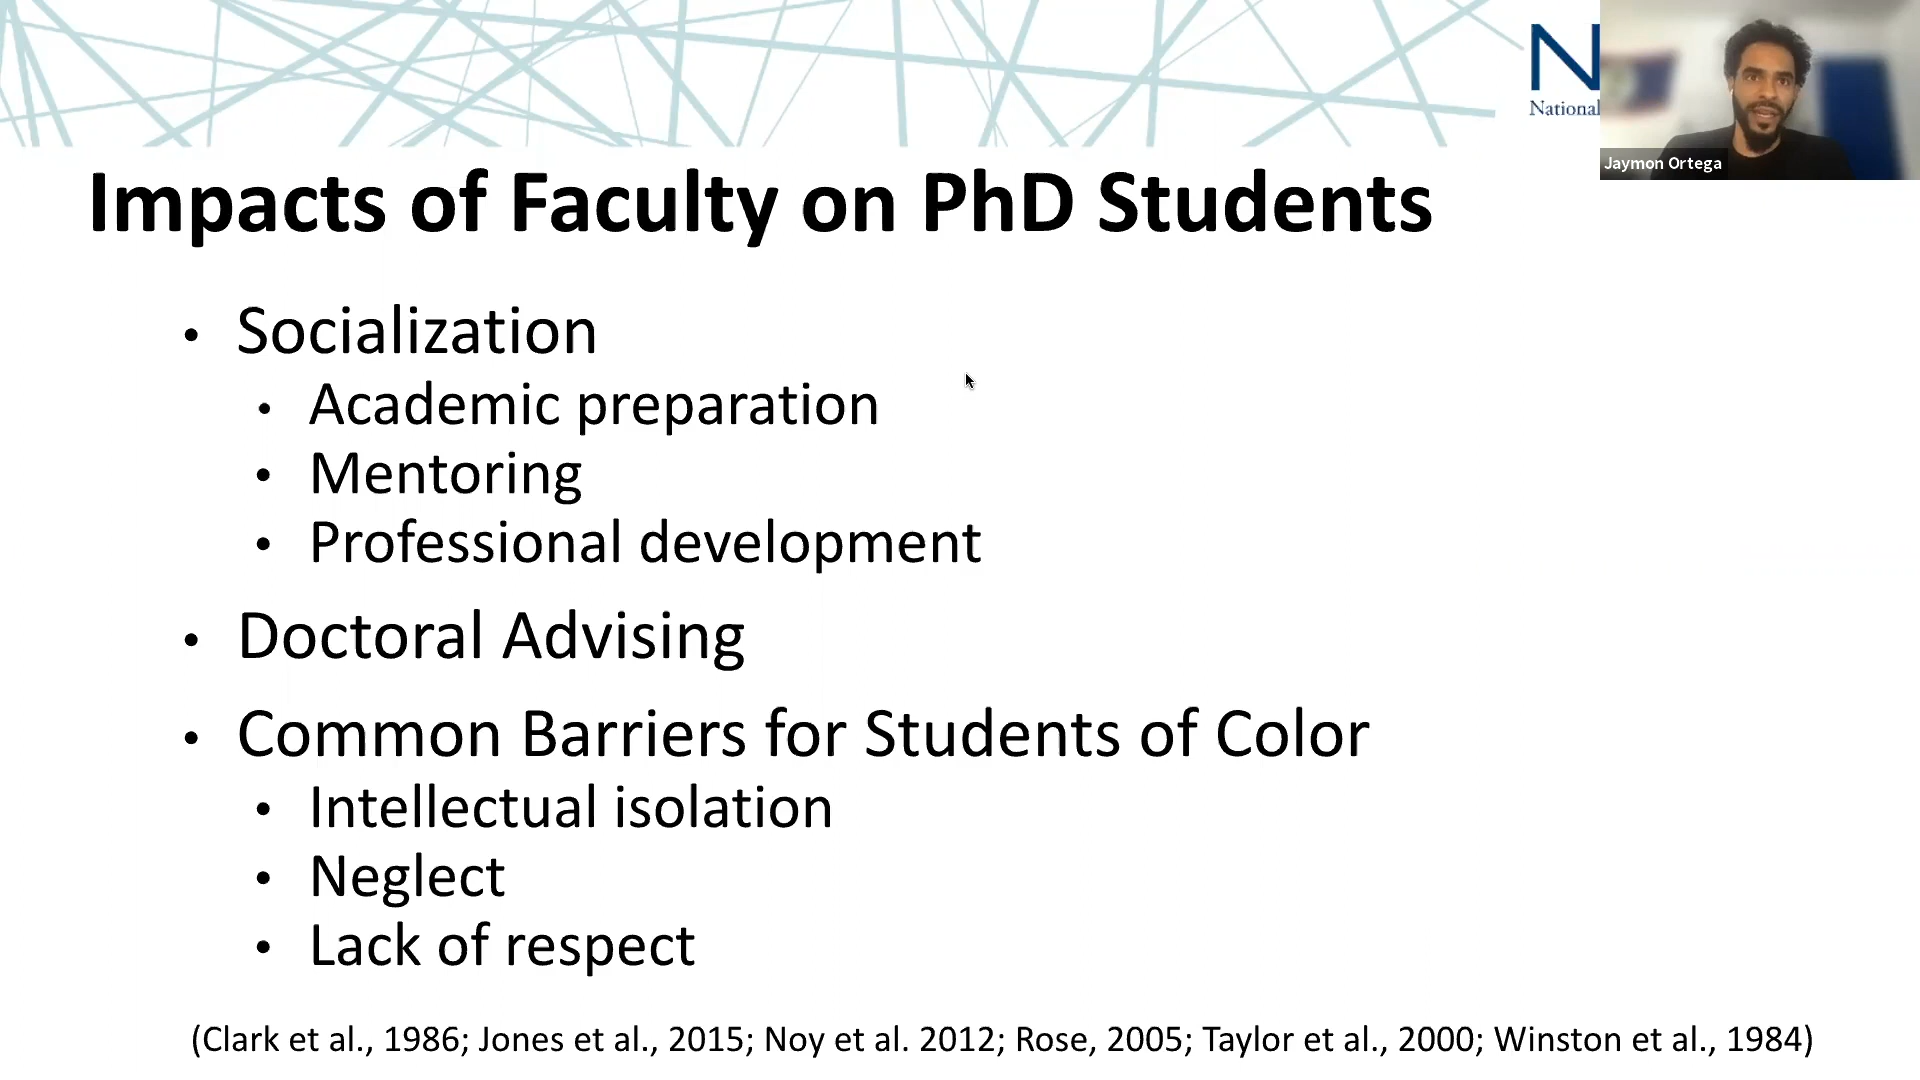 N
National
Jaymon Ortega
Impacts of Faculty on PhD Students
• Socialization
• Academic preparation
• Mentoring
• Professional development
• Doctoral Advising
• Common Barriers for Students of Color
• Intellectual isolation
• Neglect
• Lack of respect
(Clark et al., 1986; Jones et al., 2015; Noy et al. 2012; Rose, 2005; Taylor et al., 2000; Winston et al., 1984)